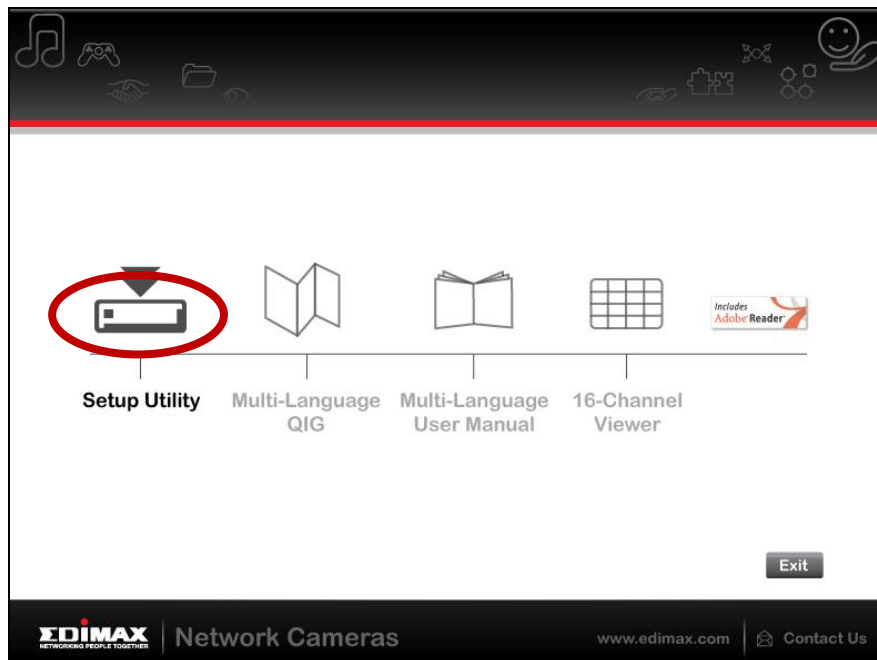 Includes
Adobe Reader
Setup Utility
Multi-Language
QIG
Multi-Language
User Manual
16-Channel
Viewer
Exit
EDIMAX
NETWORKING PEOPLE TOGETHER
Network Cameras
www.edimax.com
Contact Us